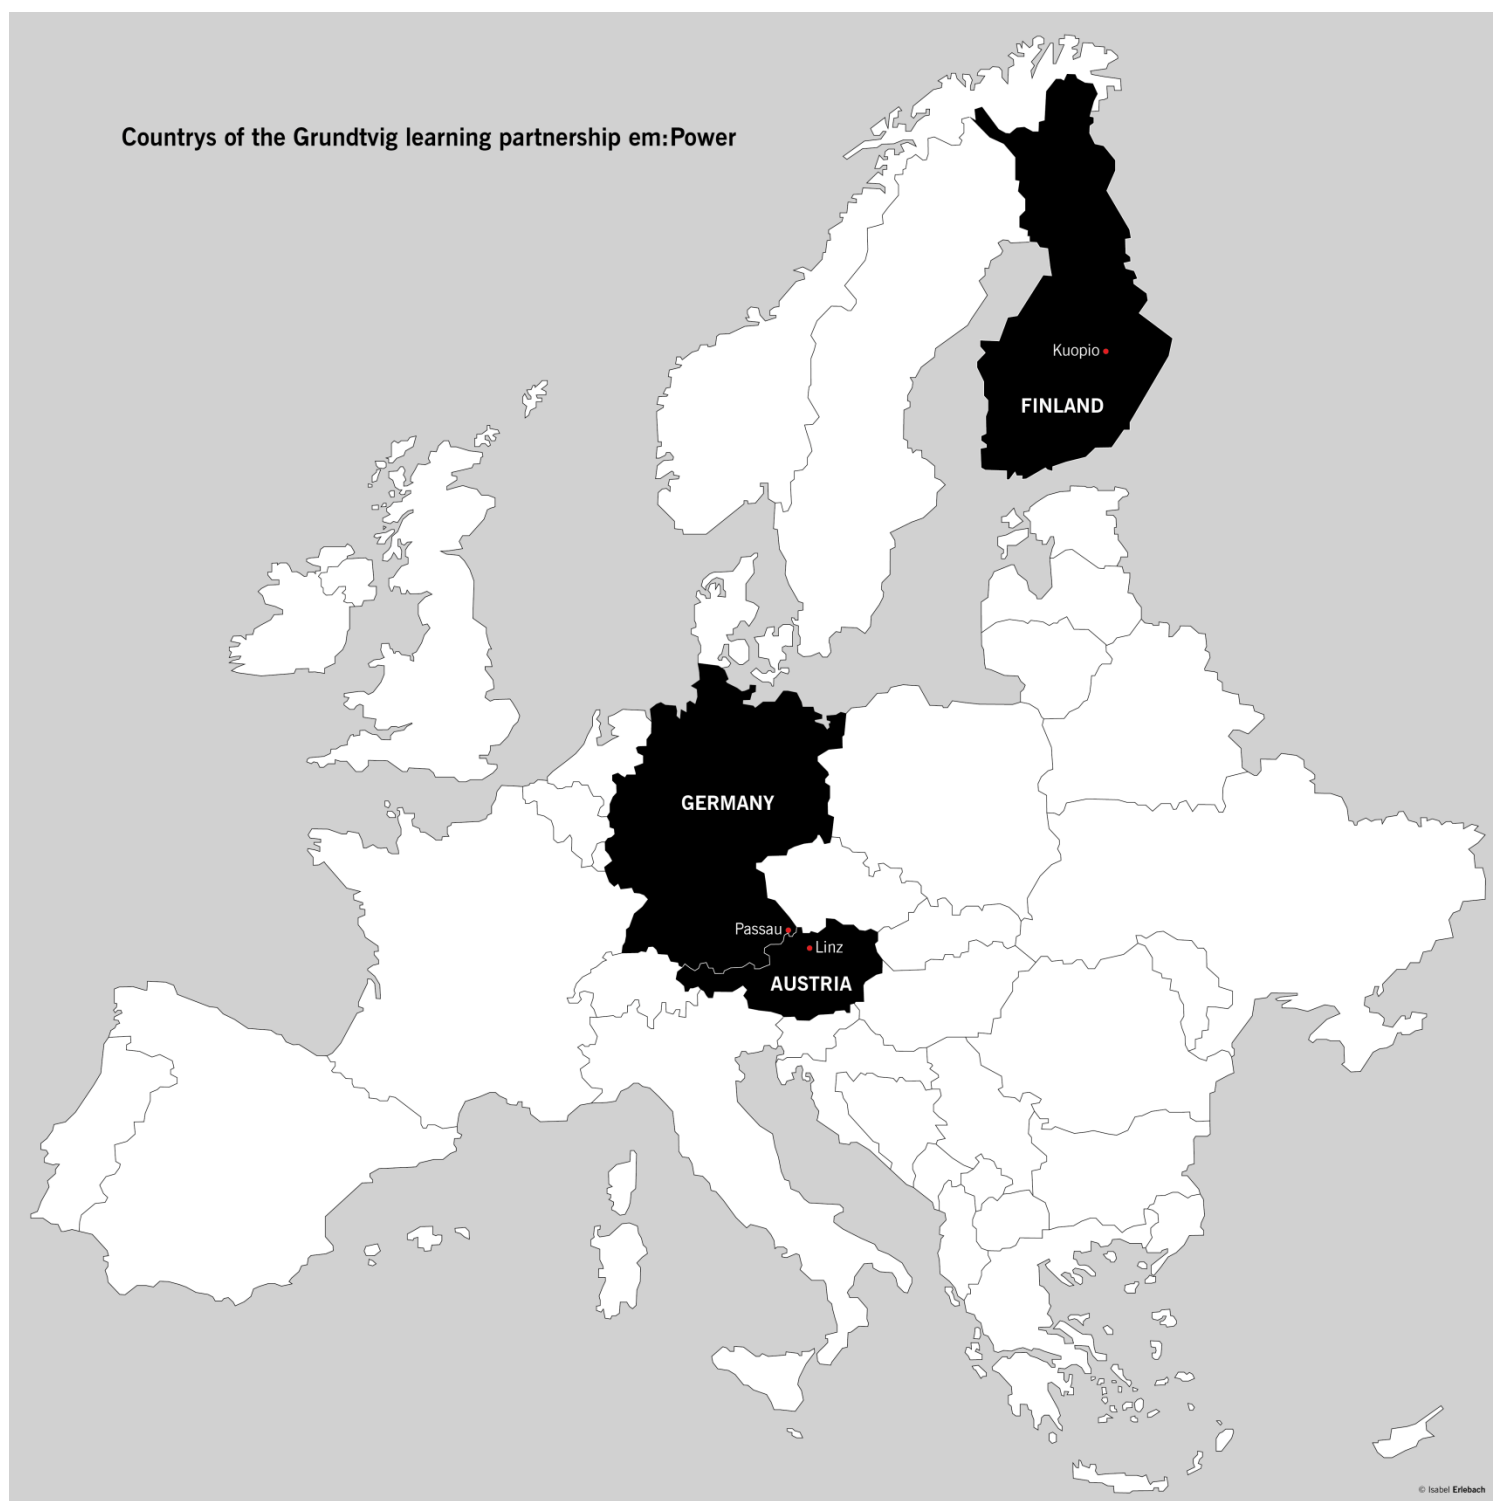 Countrys of the Grundtvig learning partnership em:Power
Kuopio
FINLAND
GERMANY
Passau
Linz
AUSTRIA
© Isabel Erlebach